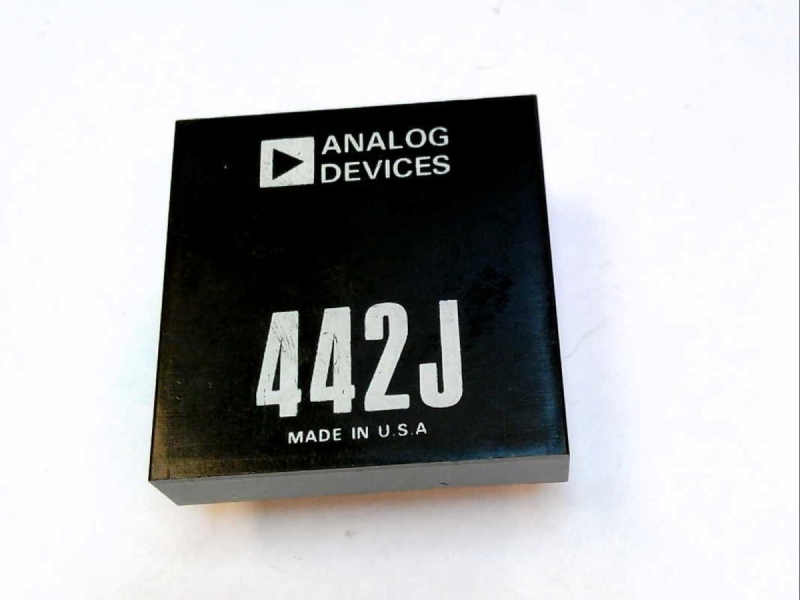 ANALOG
DEVICES
442J
MADE IN U.S.A